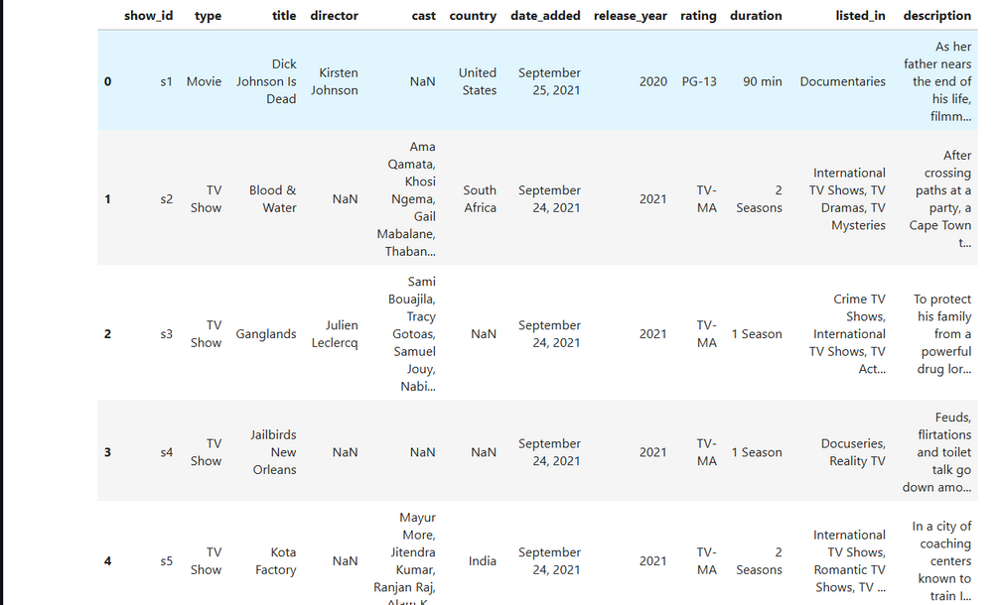 show_id type title director cast country date_added release_year rating duration listed_in description
0 s1 Movie Dick Johnson Is Dead Kirsten Johnson NaN United States September 25, 2021 2020 PG-13 90 min Documentaries As her father nears the end of his life, filmm...
1 s2 TV Show Blood & Water NaN Ama Qamata, Khosi Ngema, Gail Mabalane, Thaban... South Africa September 24, 2021 2021 TV-MA 2 Seasons International TV Shows, TV Dramas, TV Mysteries After crossing paths at a party, a Cape Town t...
2 s3 TV Show Ganglands Julien Leclercq Sami Bouajila, Tracy Gotoas, Samuel Jouy, Nabi... NaN September 24, 2021 2021 TV-MA 1 Season Crime TV Shows, International TV Shows, TV Act... To protect his family from a powerful drug lor...
3 s4 TV Show Jailbirds New Orleans NaN NaN NaN September 24, 2021 2021 TV-MA 1 Season Docuseries, Reality TV Feuds, flirtations and toilet talk go down amo...
4 s5 TV Show Kota Factory NaN Mayur More, Jitendra Kumar, Ranjan Raj, Alam K... India September 24, 2021 2021 TV-MA 2 Seasons International TV Shows, Romantic TV Shows, TV ... In a city of coaching centers known to train I...